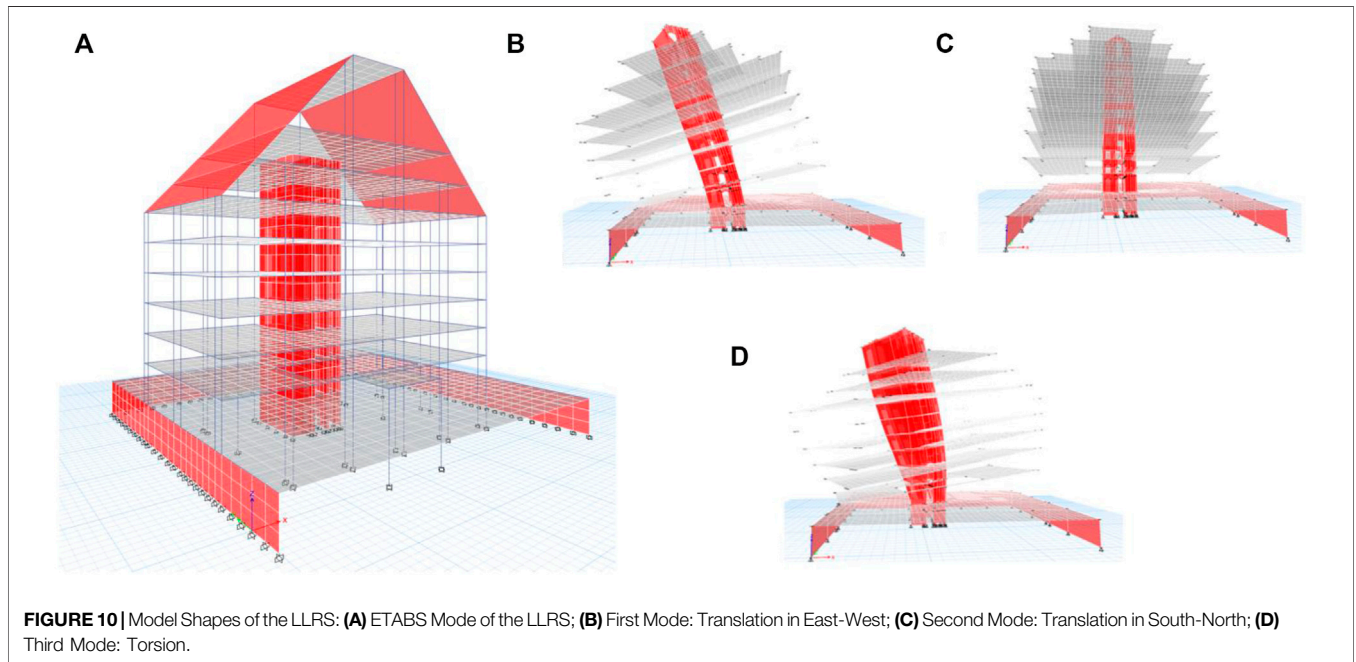 A
B
C
D
X
FIGURE 10 | Model Shapes of the LLRS: (A) ETABS Mode of the LLRS; (B) First Mode: Translation in East-West; (C) Second Mode: Translation in South-North; (D)
Third Mode: Torsion.